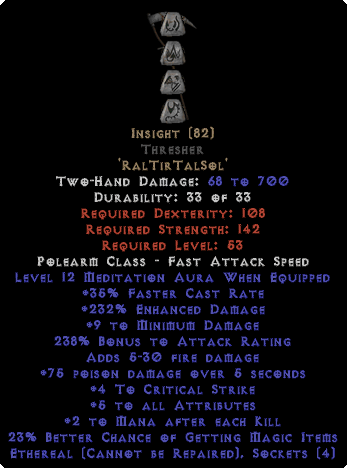 Insight (82)
Thresher
'RalTirTalSol'
Two-Hand Damage: 68 to 700
Durability: 33 of 33
Required Dexterity: 108
Required Strength: 142
Required Level: 53
Polearm Class - Fast Attack Speed
Level 12 Meditation Aura When Equipped
+35% Faster Cast Rate
+232% Enhanced Damage
+9 to Minimum Damage
238% Bonus to Attack Rating
Adds 5-30 fire damage
+75 poison damage over 5 seconds
+4 To Critical Strike
+5 to all Attributes
+2 to Mana after each Kill
23% Better Chance of Getting Magic Items
Ethereal (Cannot be Repaired), Sockets (4)